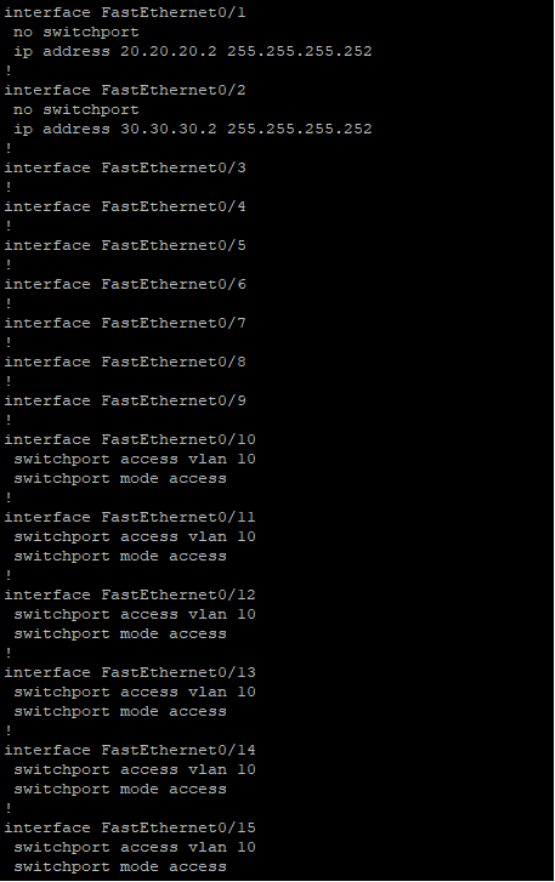 interface FastEthernet0/1
no switchport
ip address 20.20.20.2 255.255.255.252
!
interface FastEthernet0/2
no switchport
ip address 30.30.30.2 255.255.255.252
!
interface FastEthernet0/3
!
interface FastEthernet0/4
!
interface FastEthernet0/5
!
interface FastEthernet0/6
!
interface FastEthernet0/7
!
interface FastEthernet0/8
!
interface FastEthernet0/9
!
interface FastEthernet0/10
switchport access vlan 10
switchport mode access
!
interface FastEthernet0/11
switchport access vlan 10
switchport mode access
!
interface FastEthernet0/12
switchport access vlan 10
switchport mode access
!
interface FastEthernet0/13
switchport access vlan 10
switchport mode access
!
interface FastEthernet0/14
switchport access vlan 10
switchport mode access
!
interface FastEthernet0/15
switchport access vlan 10
switchport mode access